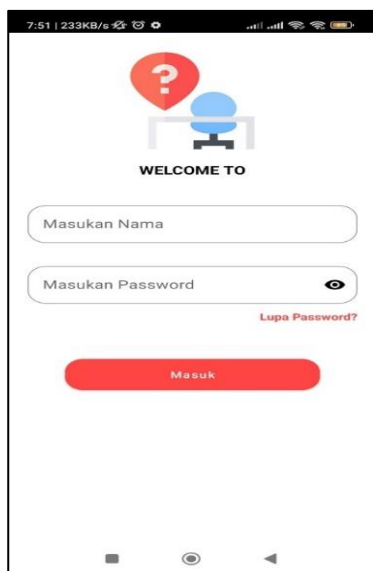 7:51 | 233KB/s
?
WELCOME TO
Masukan Nama
Masukan Password
Lupa Password?
Masuk